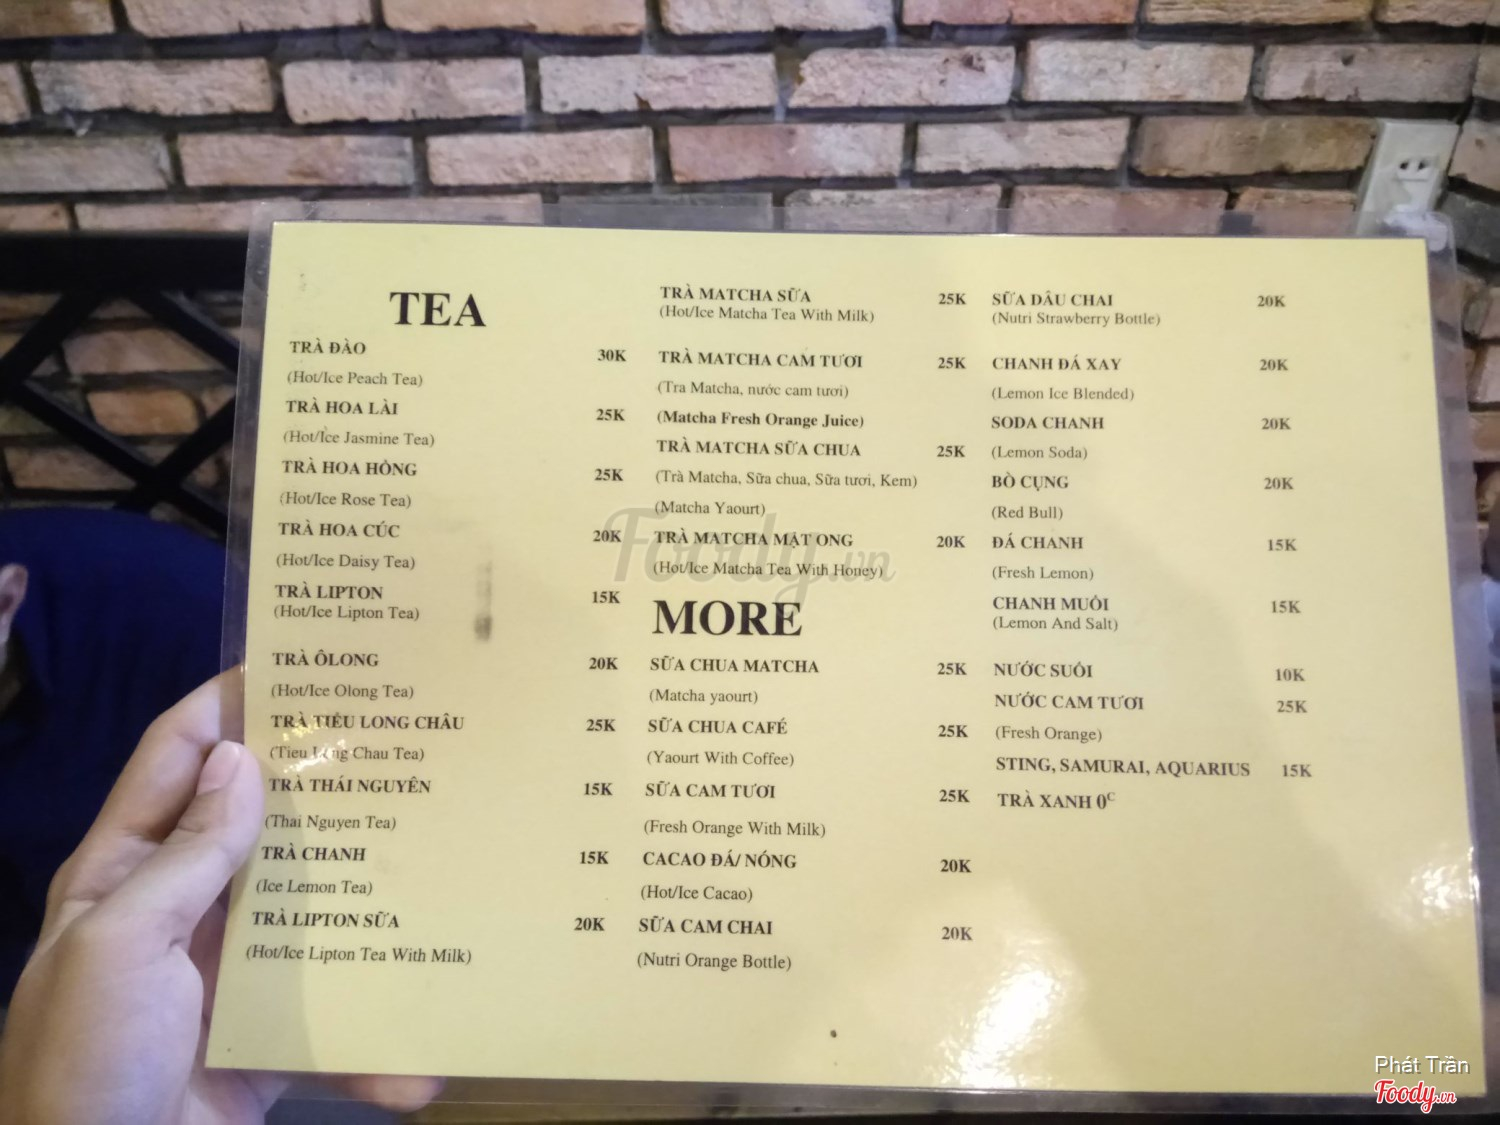 TEA
TRÀ ĐÀO 30K
(Hot/Ice Peach Tea)
TRÀ HOA LÀI 25K
(Hot/Ice Jasmine Tea)
TRÀ HOA HỒNG 25K
(Hot/Ice Rose Tea)
TRÀ HOA CÚC 20K
(Hot/Ice Daisy Tea)
TRÀ LIPTON 15K
(Hot/Ice Lipton Tea)
TRÀ ÔLONG 20K
(Hot/Ice Olong Tea)
TRÀ TIỂU LONG CHÂU 25K
(Tieu Long Chau Tea)
TRÀ THÁI NGUYÊN 15K
(Thai Nguyen Tea)
TRÀ CHANH 15K
(Ice Lemon Tea)
TRÀ LIPTON SỮA 20K
(Hot/Ice Lipton Tea With Milk)
TRÀ MATCHA SỮA 25K
(Hot/Ice Matcha Tea With Milk)
TRÀ MATCHA CAM TƯƠI 25K
(Tra Matcha, nước cam tươi)
(Matcha Fresh Orange Juice)
TRÀ MATCHA SỮA CHUA 25K
(Trà Matcha, Sữa chua, Sữa tươi, Kem)
(Matcha Yaourt)
TRÀ MATCHA MẬT ONG 20K
(Hot/Ice Matcha Tea With Honey)
MORE
SỮA CHUA MATCHA 25K
(Matcha yaourt)
SỮA CHUA CAFÉ 25K
(Yaourt With Coffee)
SỮA CAM TƯƠI 25K
(Fresh Orange With Milk)
CACAO ĐÁ/ NÓNG 20K
(Hot/Ice Cacao)
SỮA CAM CHAI 20K
(Nutri Orange Bottle)
SỮA DÂU CHAI 20K
(Nutri Strawberry Bottle)
CHANH ĐÁ XAY 20K
(Lemon Ice Blended)
SODA CHANH 20K
(Lemon Soda)
BÒ CỤNG 20K
(Red Bull)
ĐÁ CHANH 15K
(Fresh Lemon)
CHANH MUỐI 15K
(Lemon And Salt)
NƯỚC SUỐI 10K
NƯỚC CAM TƯƠI 25K
(Fresh Orange)
STING, SAMURAI, AQUARIUS 15K
TRÀ XANH 0ᶜ
Foody.vn
Phát Trần
Foody.vn